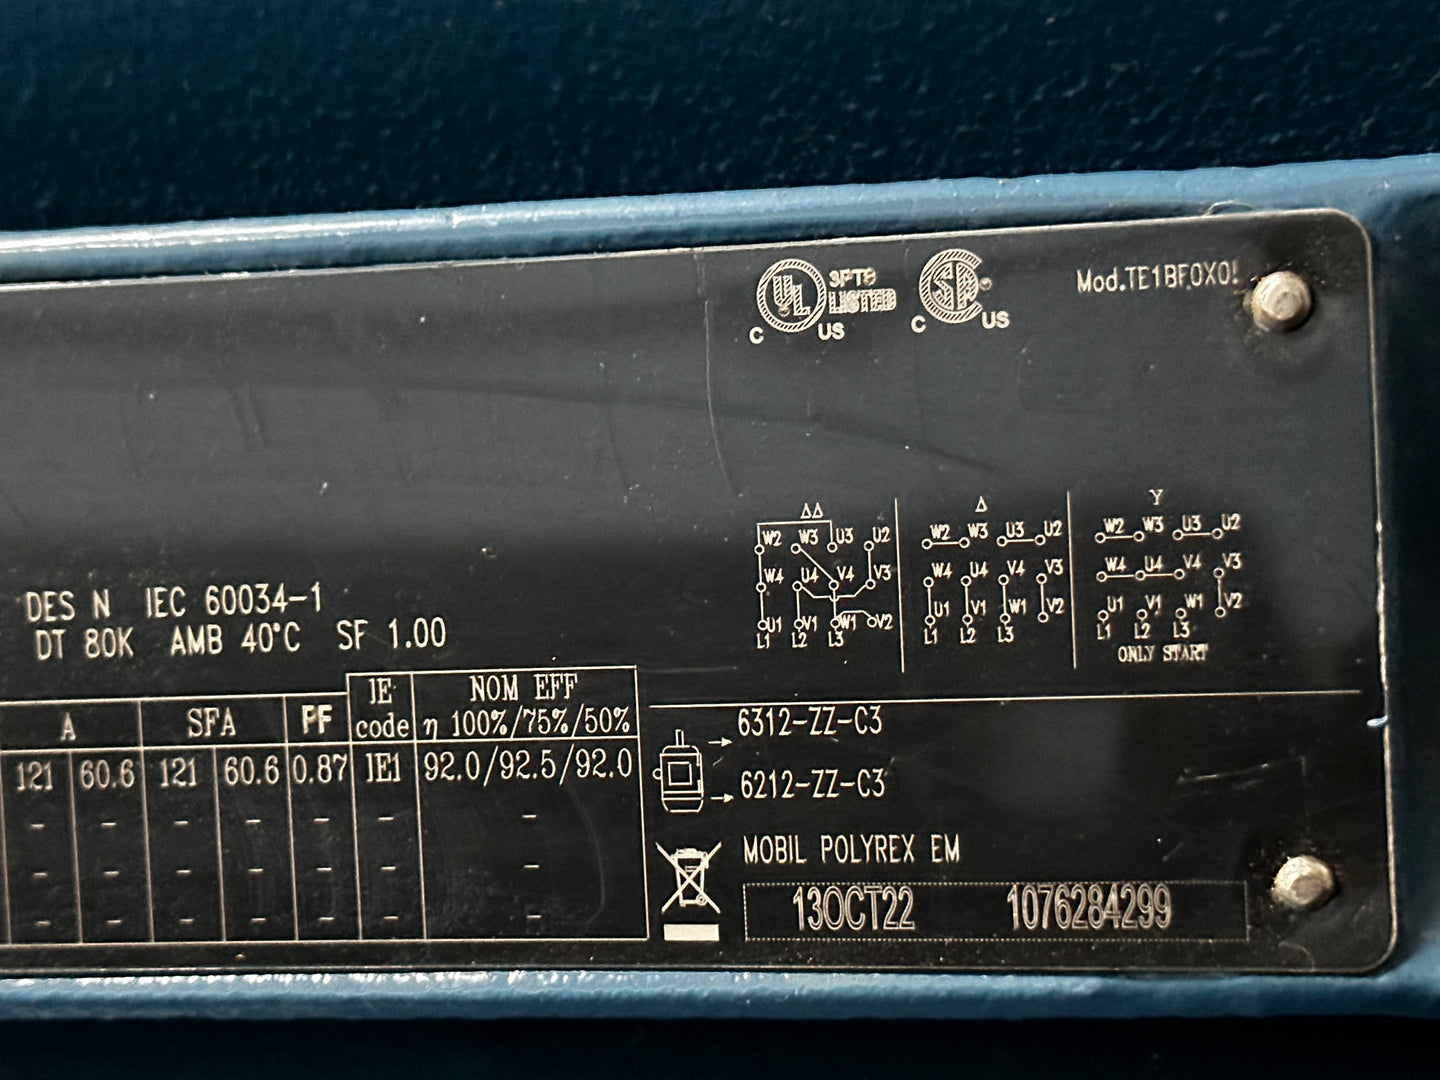 C UL US 3PT9 LISTED
C US
Mod.TE1BF0X0!
ΔΔ
W2 W3 U3 U2
W4 U4 V4 V3
U1 V1 W1 V2
L1 L2 L3
Δ
W2 W3 U3 U2
W4 U4 V4 V3
U1 V1 W1 V2
L1 L2 L3
Y
W2 W3 U3 U2
W4 U4 V4 V3
U1 V1 W1 V2
L1 L2 L3
ONLY START
DES N IEC 60034-1
DT 80K AMB 40°C SF 1.00
A SFA PF IE code NOM EFF η 100%/75%/50%
121 60.6 121 60.6 0.87 IE1 92.0/92.5/92.0
- - - - - - -
- - - - - - -
- - - - - - -
6312-ZZ-C3
6212-ZZ-C3
MOBIL POLYREX EM
13OCT22 1076284299